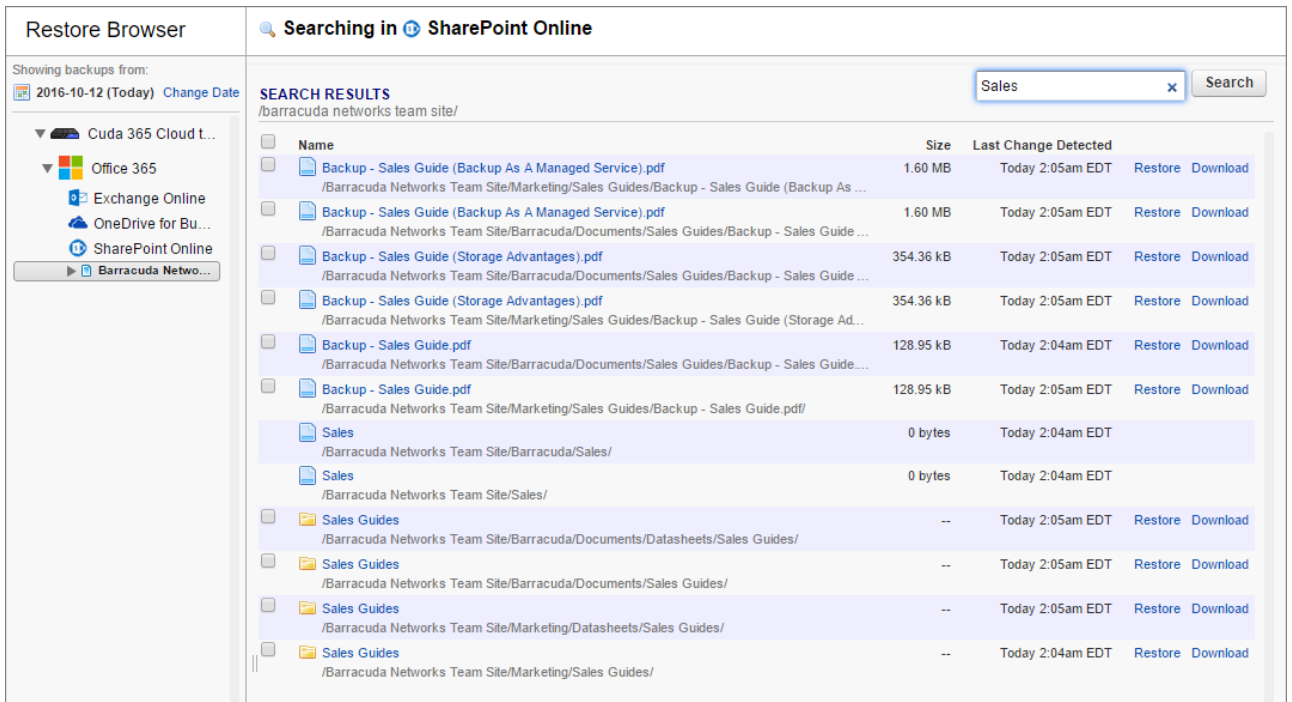 Restore Browser
Searching in SharePoint Online
Showing backups from:
2016-10-12 (Today) Change Date
Cuda 365 Cloud t...
Office 365
Exchange Online
OneDrive for Bu...
SharePoint Online
Barracuda Netwo...
Sales × Search
SEARCH RESULTS
/barracuda networks team site/
Name Size Last Change Detected
Backup - Sales Guide (Backup As A Managed Service).pdf 1.60 MB Today 2:05am EDT Restore Download
/Barracuda Networks Team Site/Marketing/Sales Guides/Backup - Sales Guide (Backup As ...
Backup - Sales Guide (Backup As A Managed Service).pdf 1.60 MB Today 2:05am EDT Restore Download
/Barracuda Networks Team Site/Barracuda/Documents/Sales Guides/Backup - Sales Guide ...
Backup - Sales Guide (Storage Advantages).pdf 354.36 kB Today 2:05am EDT Restore Download
/Barracuda Networks Team Site/Barracuda/Documents/Sales Guides/Backup - Sales Guide ...
Backup - Sales Guide (Storage Advantages).pdf 354.36 kB Today 2:05am EDT Restore Download
/Barracuda Networks Team Site/Marketing/Sales Guides/Backup - Sales Guide (Storage Ad...
Backup - Sales Guide.pdf 128.95 kB Today 2:04am EDT Restore Download
/Barracuda Networks Team Site/Barracuda/Documents/Sales Guides/Backup - Sales Guide....
Backup - Sales Guide.pdf 128.95 kB Today 2:05am EDT Restore Download
/Barracuda Networks Team Site/Marketing/Sales Guides/Backup - Sales Guide.pdf/
Sales 0 bytes Today 2:04am EDT
/Barracuda Networks Team Site/Barracuda/Sales/
Sales 0 bytes Today 2:04am EDT
/Barracuda Networks Team Site/Sales/
Sales Guides -- Today 2:05am EDT Restore Download
/Barracuda Networks Team Site/Barracuda/Documents/Datasheets/Sales Guides/
Sales Guides -- Today 2:05am EDT Restore Download
/Barracuda Networks Team Site/Barracuda/Documents/Sales Guides/
Sales Guides -- Today 2:05am EDT Restore Download
/Barracuda Networks Team Site/Marketing/Datasheets/Sales Guides/
Sales Guides -- Today 2:04am EDT Restore Download
/Barracuda Networks Team Site/Marketing/Sales Guides/